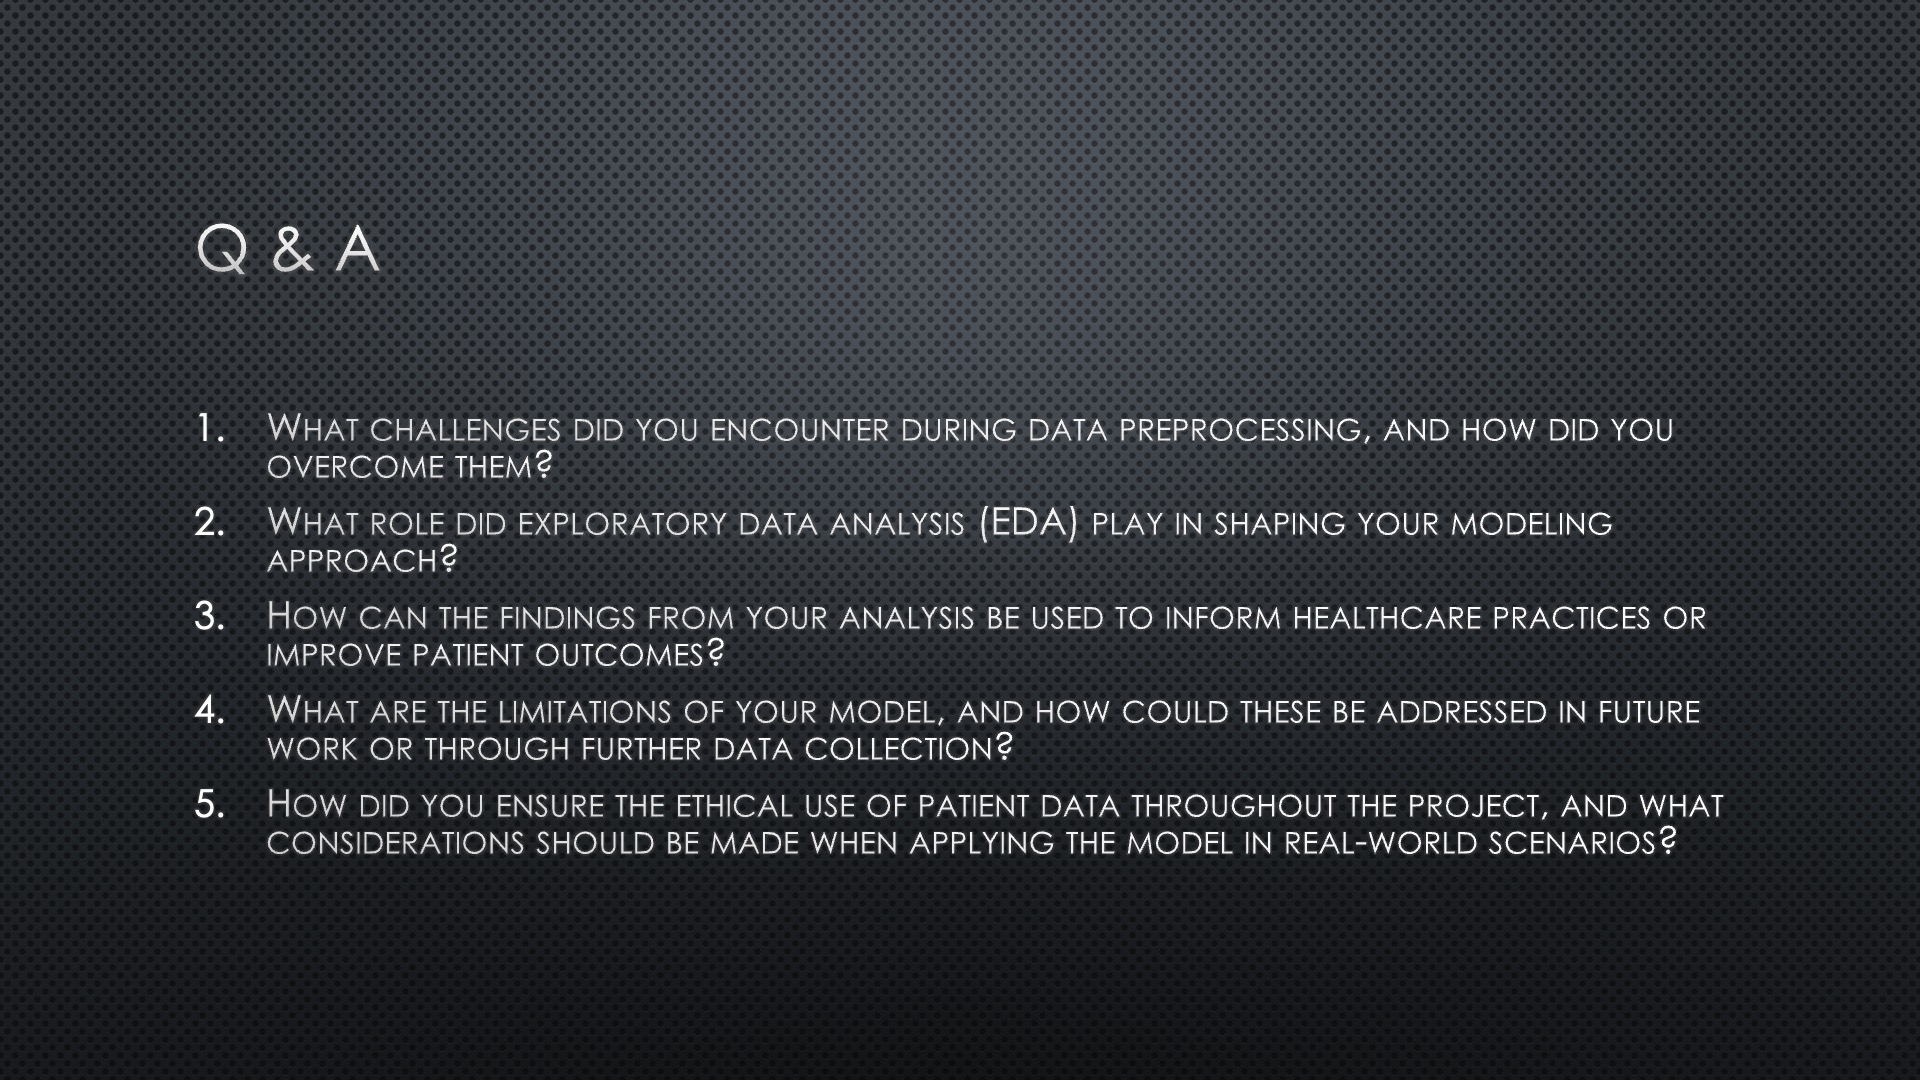 Q & A
1. What challenges did you encounter during data preprocessing, and how did you
overcome them?
2. What role did exploratory data analysis (EDA) play in shaping your modeling
approach?
3. How can the findings from your analysis be used to inform healthcare practices or
improve patient outcomes?
4. What are the limitations of your model, and how could these be addressed in future
work or through further data collection?
5. How did you ensure the ethical use of patient data throughout the project, and what
considerations should be made when applying the model in real-world scenarios?